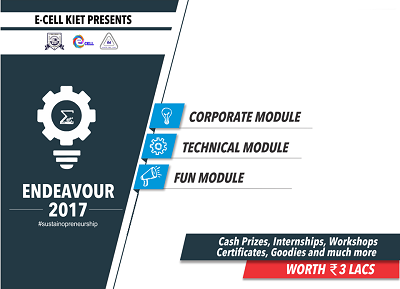 E-CELL KIET PRESENTS
E CELL
Σ
ENDEAVOUR
2017
#sustainopreneurship
CORPORATE MODULE
TECHNICAL MODULE
FUN MODULE
Cash Prizes, Internships, Workshops
Certificates, Goodies and much more
WORTH ₹ 3 LACS